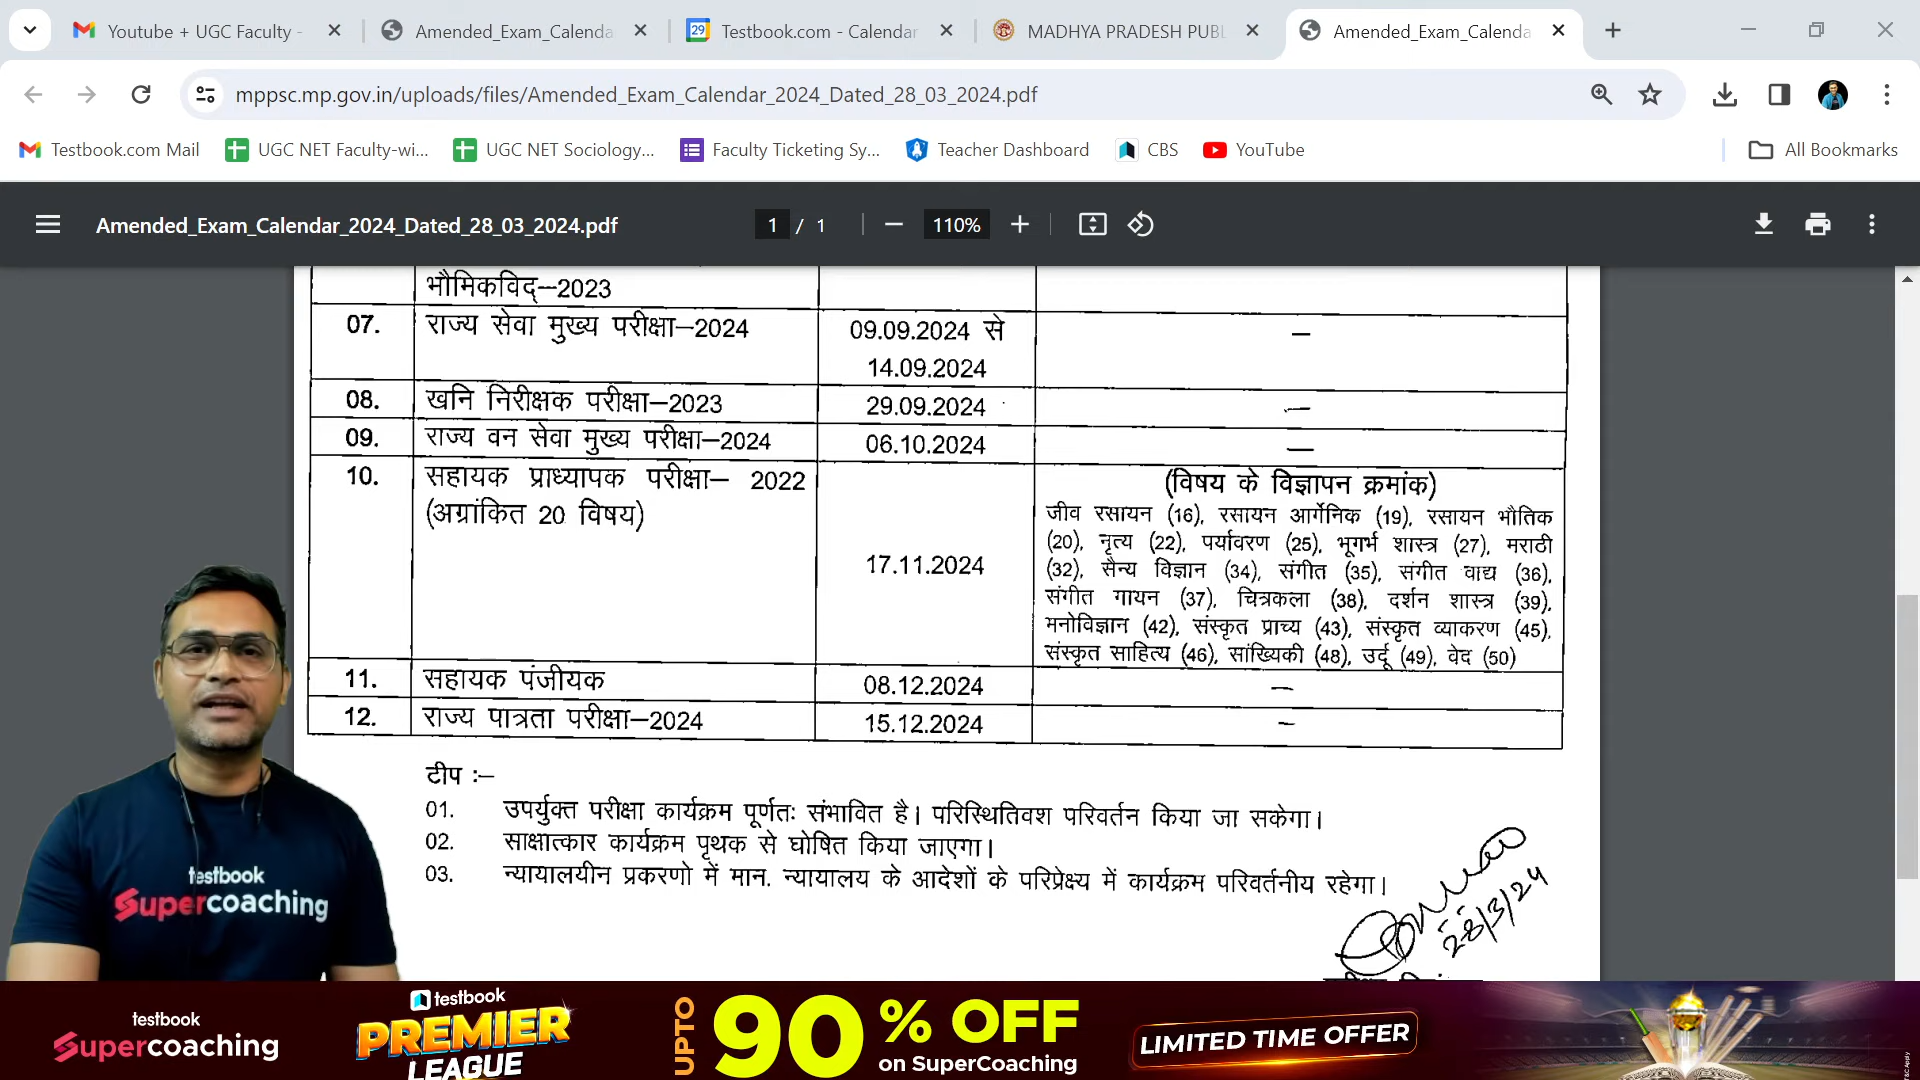 Youtube + UGC Faculty -
Amended_Exam_Calenda
29
Testbook.com - Calendar
MADHYA PRADESH PUBL
Amended_Exam_Calenda
mppsc.mp.gov.in/uploads/files/Amended_Exam_Calendar_2024_Dated_28_03_2024.pdf
Testbook.com Mail
UGC NET Faculty-wi...
UGC NET Sociology...
Faculty Ticketing Sy...
Teacher Dashboard
CBS
YouTube
All Bookmarks
Amended_Exam_Calendar_2024_Dated_28_03_2024.pdf
1 / 1
110%
भौमिकविद्–2023
07. राज्य सेवा मुख्य परीक्षा–2024 09.09.2024 से –
14.09.2024
08. खनि निरीक्षक परीक्षा–2023 29.09.2024 –
09. राज्य वन सेवा मुख्य परीक्षा–2024 06.10.2024 –
10. सहायक प्राध्यापक परीक्षा– 2022
(अग्रांकित 20 विषय)
17.11.2024
(विषय के विज्ञापन क्रमांक)
जीव रसायन (16), रसायन आर्गेनिक (19), रसायन भौतिक
(20), नृत्य (22), पर्यावरण (25), भूगर्भ शास्त्र (27), मराठी
(32), सैन्य विज्ञान (34), संगीत (35), संगीत वाद्य (36),
संगीत गायन (37), चित्रकला (38), दर्शन शास्त्र (39),
मनोविज्ञान (42), संस्कृत प्राच्य (43), संस्कृत व्याकरण (45),
संस्कृत साहित्य (46), सांख्यिकी (48), उर्दू (49), वेद (50)
11. सहायक पंजीयक 08.12.2024 –
12. राज्य पात्रता परीक्षा–2024 15.12.2024 –
टीप :–
01. उपर्युक्त परीक्षा कार्यक्रम पूर्णतः संभावित है। परिस्थितिवश परिवर्तन किया जा सकेगा।
02. साक्षात्कार कार्यक्रम पृथक से घोषित किया जाएगा।
03. न्यायालयीन प्रकरणो में मान. न्यायालय के आदेशों के परिप्रेक्ष्य में कार्यक्रम परिवर्तनीय रहेगा।
28/3/24
testbook
Supercoaching
testbook
Supercoaching
testbook
PREMIER
LEAGUE
UPTO
90% OFF
on SuperCoaching
LIMITED TIME OFFER
T&C Apply